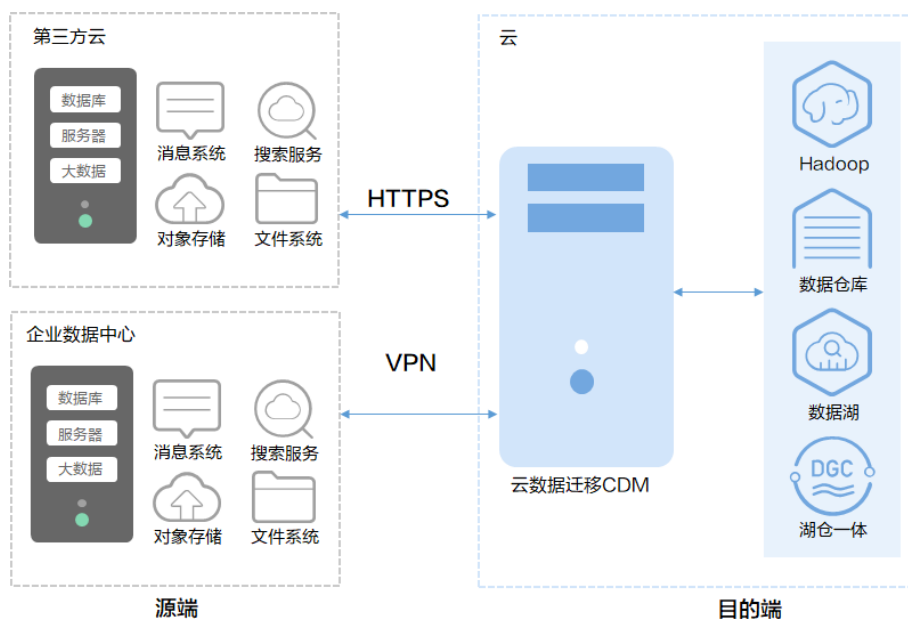 第三方云
数据库
服务器
大数据
消息系统
搜索服务
对象存储
文件系统
企业数据中心
数据库
服务器
大数据
消息系统
搜索服务
对象存储
文件系统
源端
HTTPS
VPN
云
云数据迁移CDM
Hadoop
数据仓库
数据湖
DGC
湖仓一体
目的端